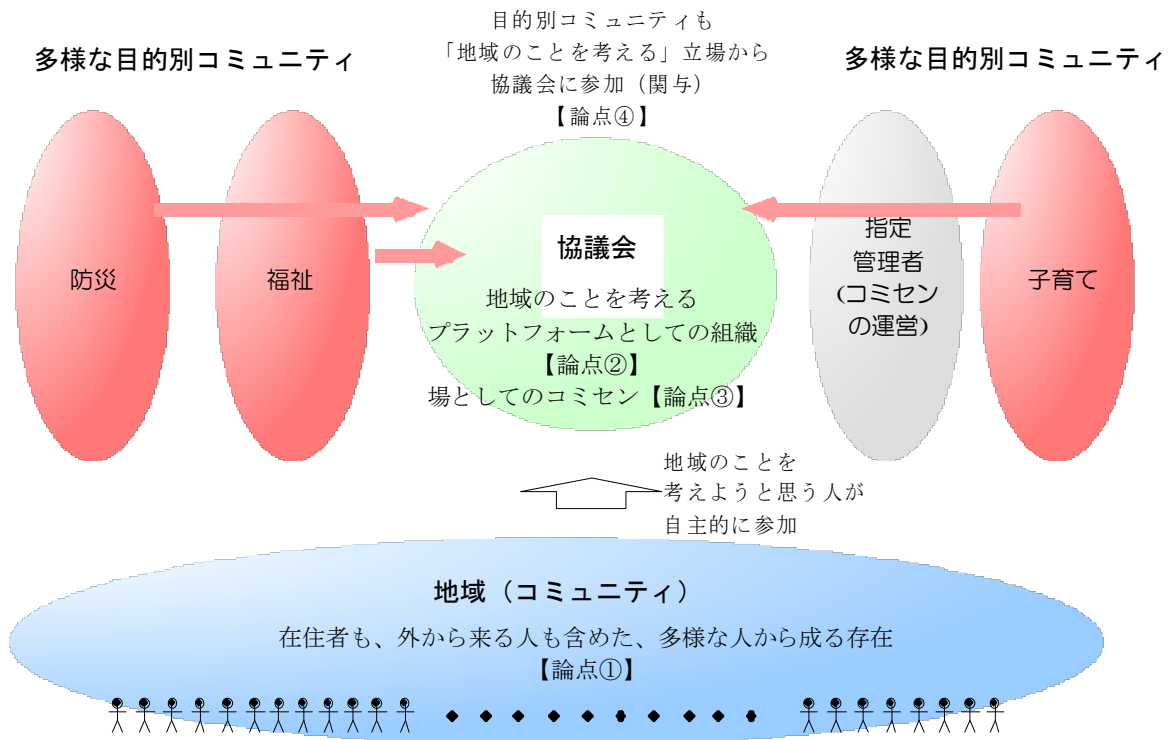 目的別コミュニティも
「地域のことを考える」立場から
協議会に参加（関与）
【論点④】
多様な目的別コミュニティ
多様な目的別コミュニティ
防災
福祉
協議会
地域のことを考える
プラットフォームとしての組織
【論点②】
場としてのコミセン【論点③】
指定
管理者
(コミセン
の運営)
子育て
地域のことを
考えようと思う人が
自主的に参加
地域（コミュニティ）
在住者も、外から来る人も含めた、多様な人から成る存在
【論点①】